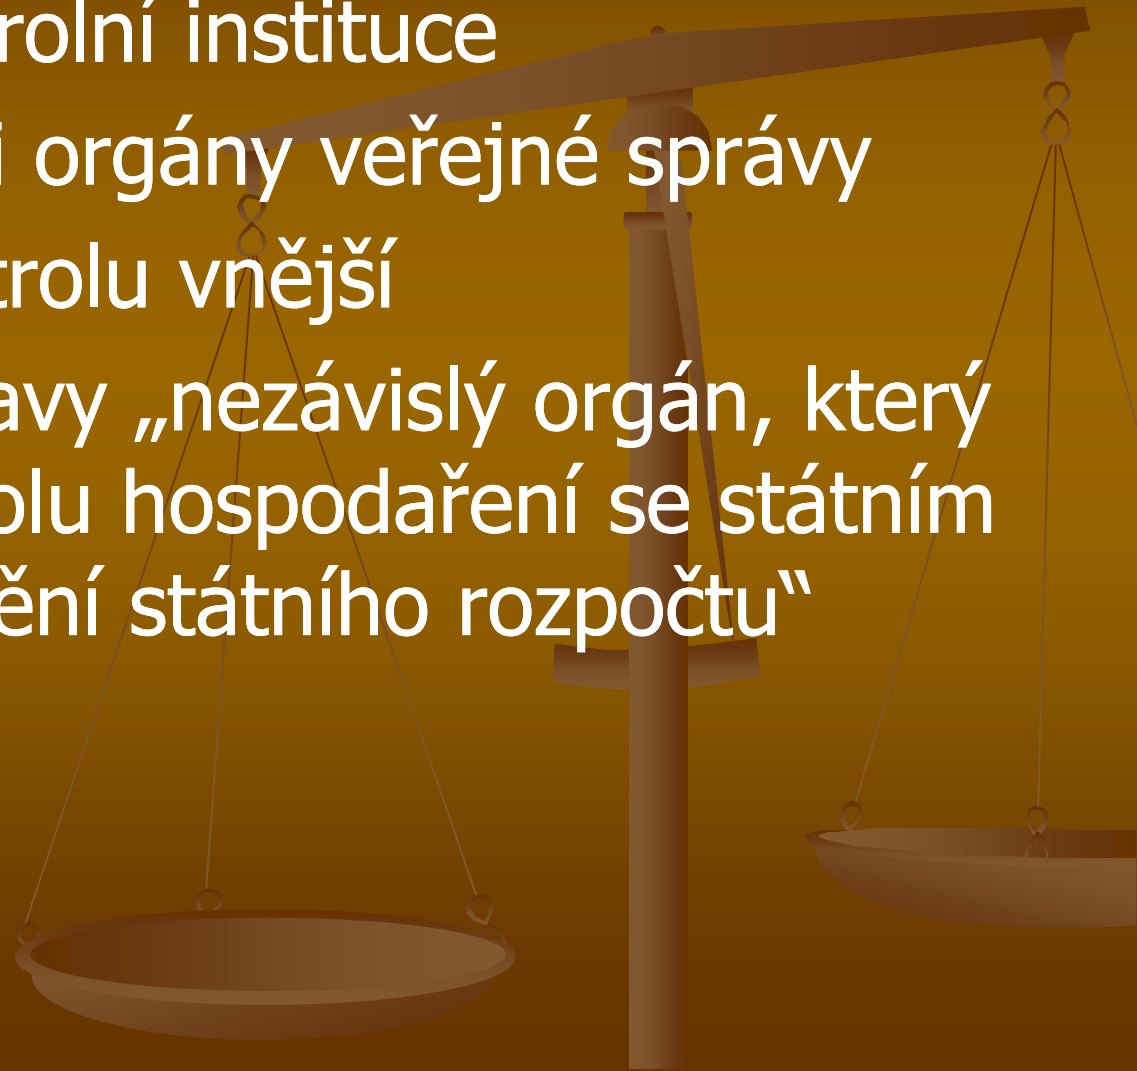 rolní instituce
i orgány veřejné správy
trolu vnější
avy „nezávislý orgán, který
olu hospodaření se státním
ění státního rozpočtu“